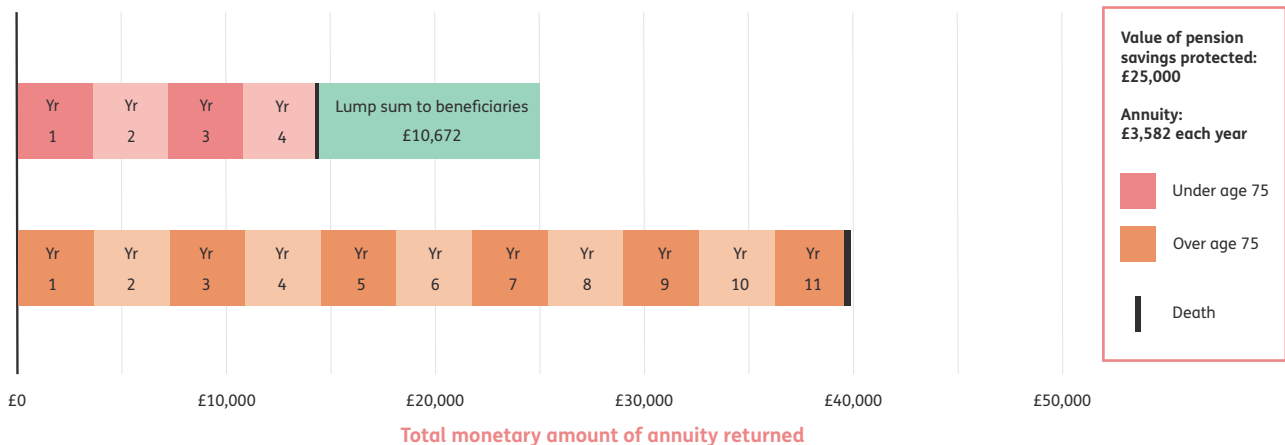 Yr Yr Yr Yr Lump sum to beneficiaries
1 2 3 4 £10,672
Yr Yr Yr Yr Yr Yr Yr Yr Yr Yr Yr
1 2 3 4 5 6 7 8 9 10 11
£0 £10,000 £20,000 £30,000 £40,000 £50,000
Total monetary amount of annuity returned
Value of pension
savings protected:
£25,000
Annuity:
£3,582 each year
Under age 75
Over age 75
Death